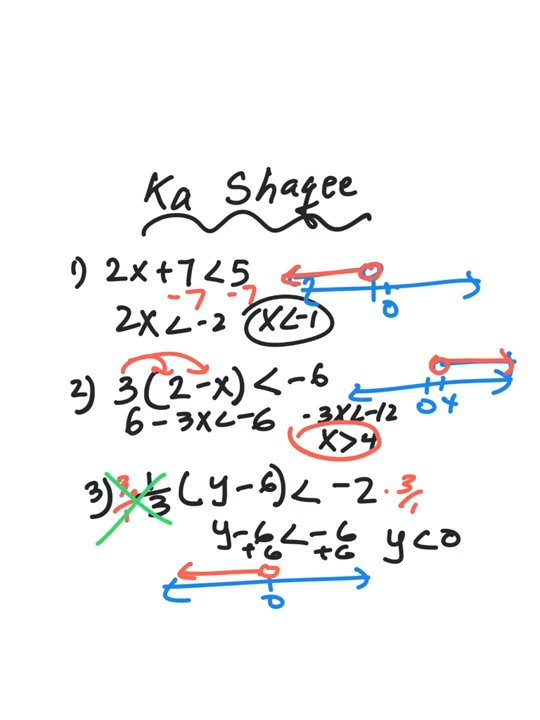 Ka Shaqee
1) 2x + 7 < 5
-7 -7
2x < -2 x < -1
0
2) 3(2 - x) < -6
6 - 3x < -6 -3x < -12
x > 4
0 4
3) 3/1 · 1/3 (y - 6) < -2 · 3/1
y - 6 < -6 y < 0
+6 +6
0